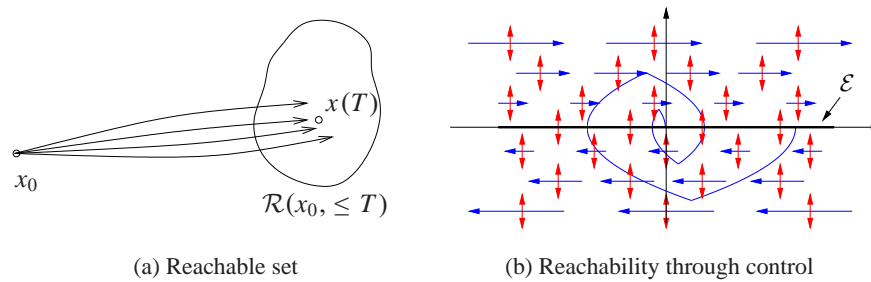 x(T)
x₀
ℛ(x₀, ≤ T)
ℰ
(a) Reachable set
(b) Reachability through control